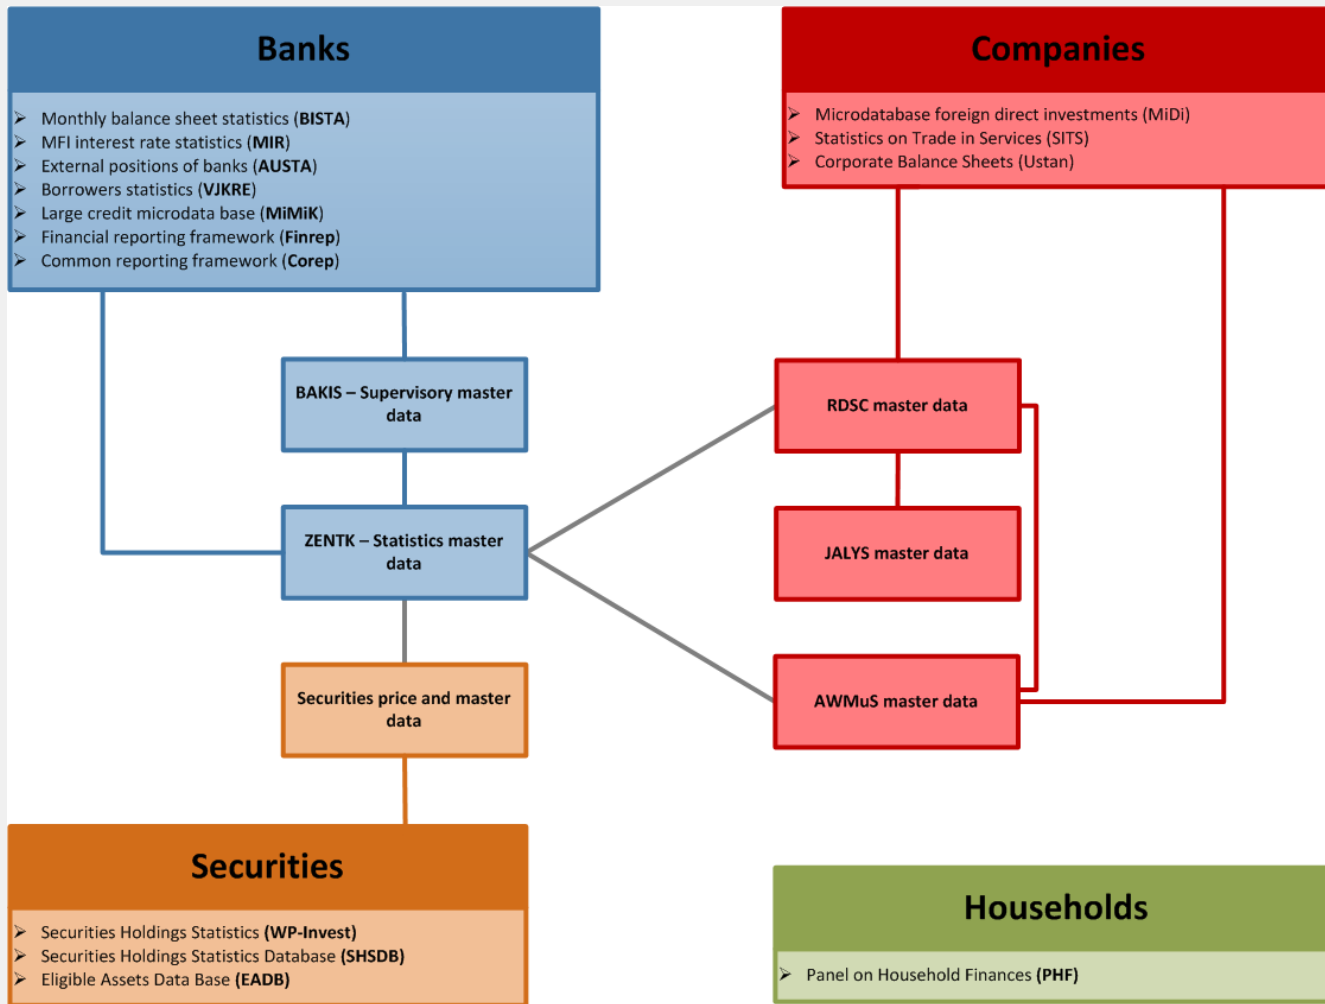 Banks
➢ Monthly balance sheet statistics (BISTA)
➢ MFI interest rate statistics (MIR)
➢ External positions of banks (AUSTA)
➢ Borrowers statistics (VJKRE)
➢ Large credit microdata base (MiMiK)
➢ Financial reporting framework (Finrep)
➢ Common reporting framework (Corep)
Companies
➢ Microdatabase foreign direct investments (MiDi)
➢ Statistics on Trade in Services (SITS)
➢ Corporate Balance Sheets (Ustan)
BAKIS – Supervisory master
data
RDSC master data
ZENTK – Statistics master
data
JALYS master data
Securities price and master
data
AWMuS master data
Securities
➢ Securities Holdings Statistics (WP-Invest)
➢ Securities Holdings Statistics Database (SHSDB)
➢ Eligible Assets Data Base (EADB)
Households
➢ Panel on Household Finances (PHF)